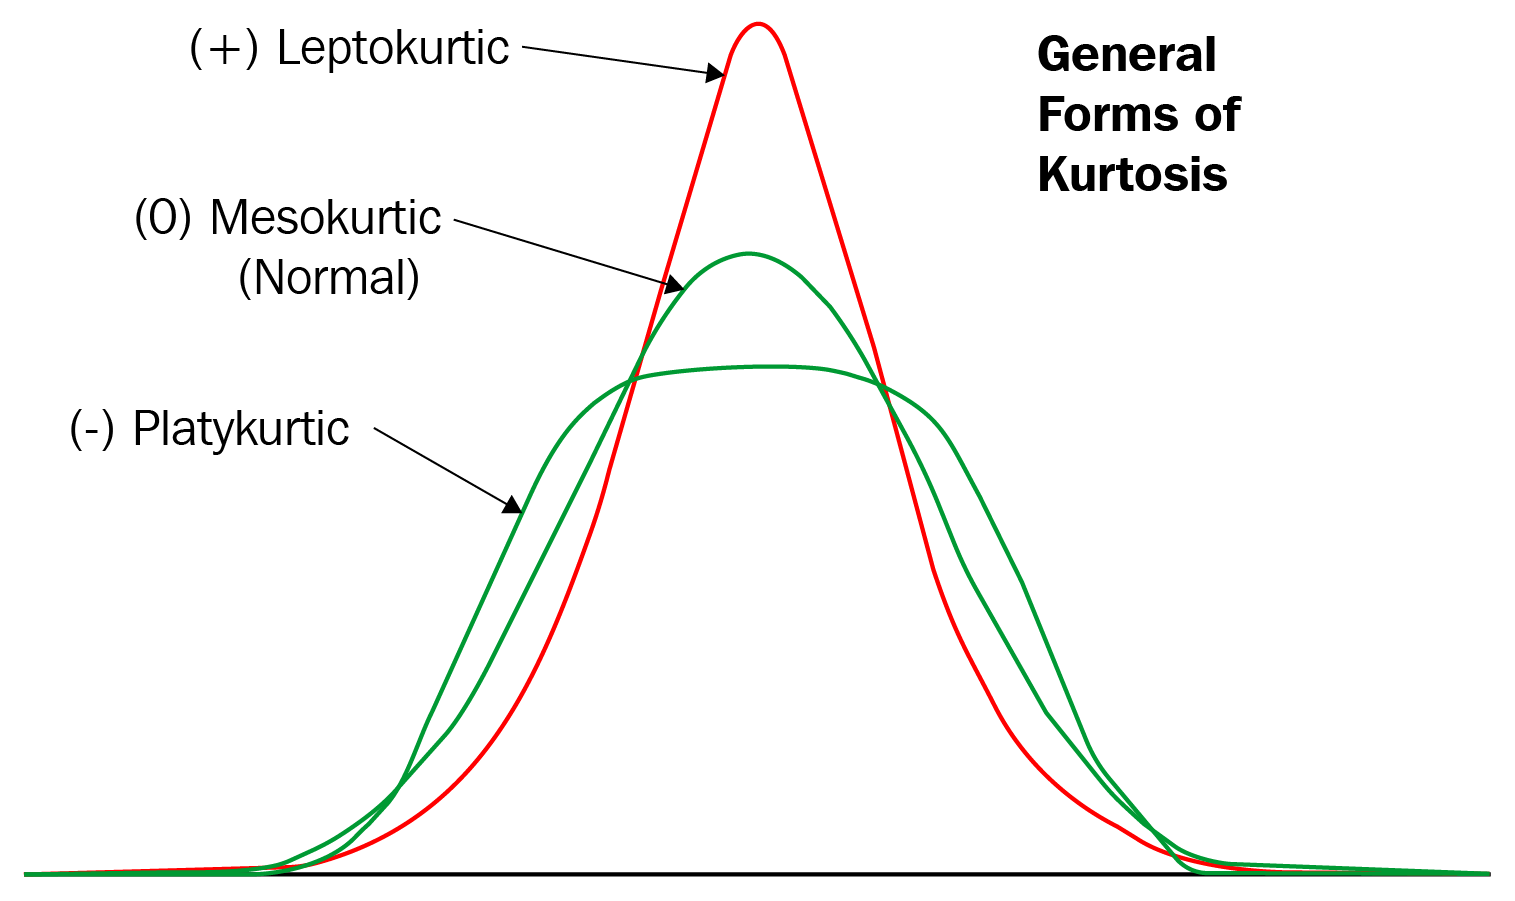 (+) Leptokurtic
General
Forms of
Kurtosis
(0) Mesokurtic
(Normal)
(-) Platykurtic